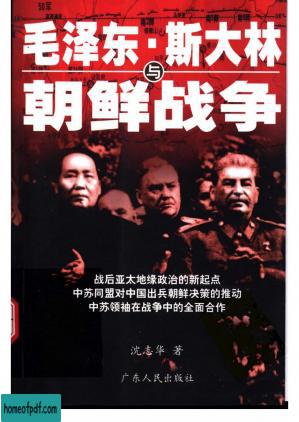 50军
毛泽东·斯大林
与
朝鲜战争
战后亚太地缘政治的新起点
中苏同盟对中国出兵朝鲜决策的推动
中苏领袖在战争中的全面合作
沈志华 著
广东人民出版社
homeofpdf.com